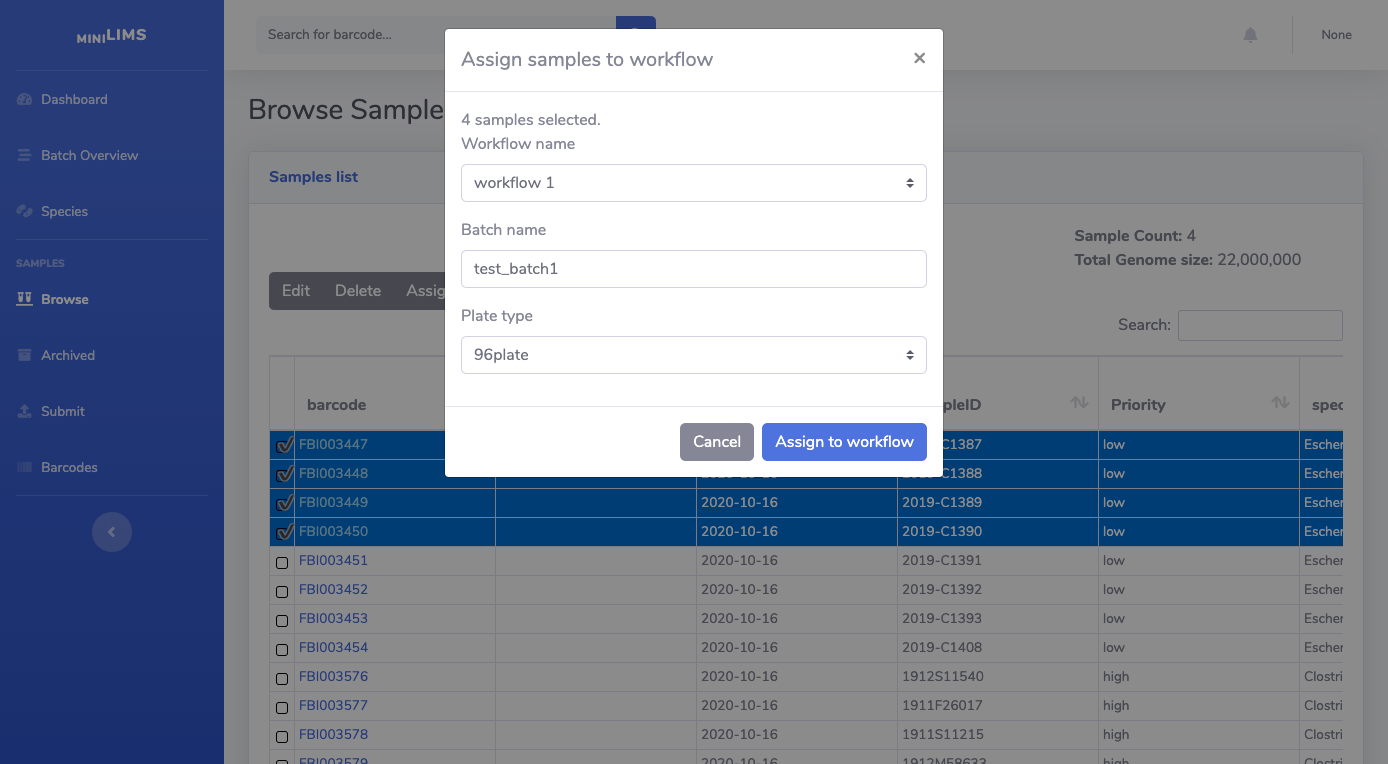 MINI LIMS
Search for barcode...
None
Dashboard
Batch Overview
Species
SAMPLES
Browse
Archived
Submit
Barcodes
Browse Sample
Samples list
Sample Count: 4
Total Genome size: 22,000,000
Edit Delete Assig
Search:
Assign samples to workflow
×
4 samples selected.
Workflow name
workflow 1
Batch name
test_batch1
Plate type
96plate
Cancel Assign to workflow
barcode pleID Priority spec
FBI003447 C1387 low Escher
FBI003448 C1388 low Escher
FBI003449 2020-10-16 2019-C1389 low Escher
FBI003450 2020-10-16 2019-C1390 low Escher
FBI003451 2020-10-16 2019-C1391 low Escher
FBI003452 2020-10-16 2019-C1392 low Escher
FBI003453 2020-10-16 2019-C1393 low Escher
FBI003454 2020-10-16 2019-C1408 low Escher
FBI003576 2020-10-16 1912S11540 high Clostri
FBI003577 2020-10-16 1911F26017 high Clostri
FBI003578 2020-10-16 1911S11215 high Clostri
FBI003579 2020-10-16 1912M58633 high Clostri